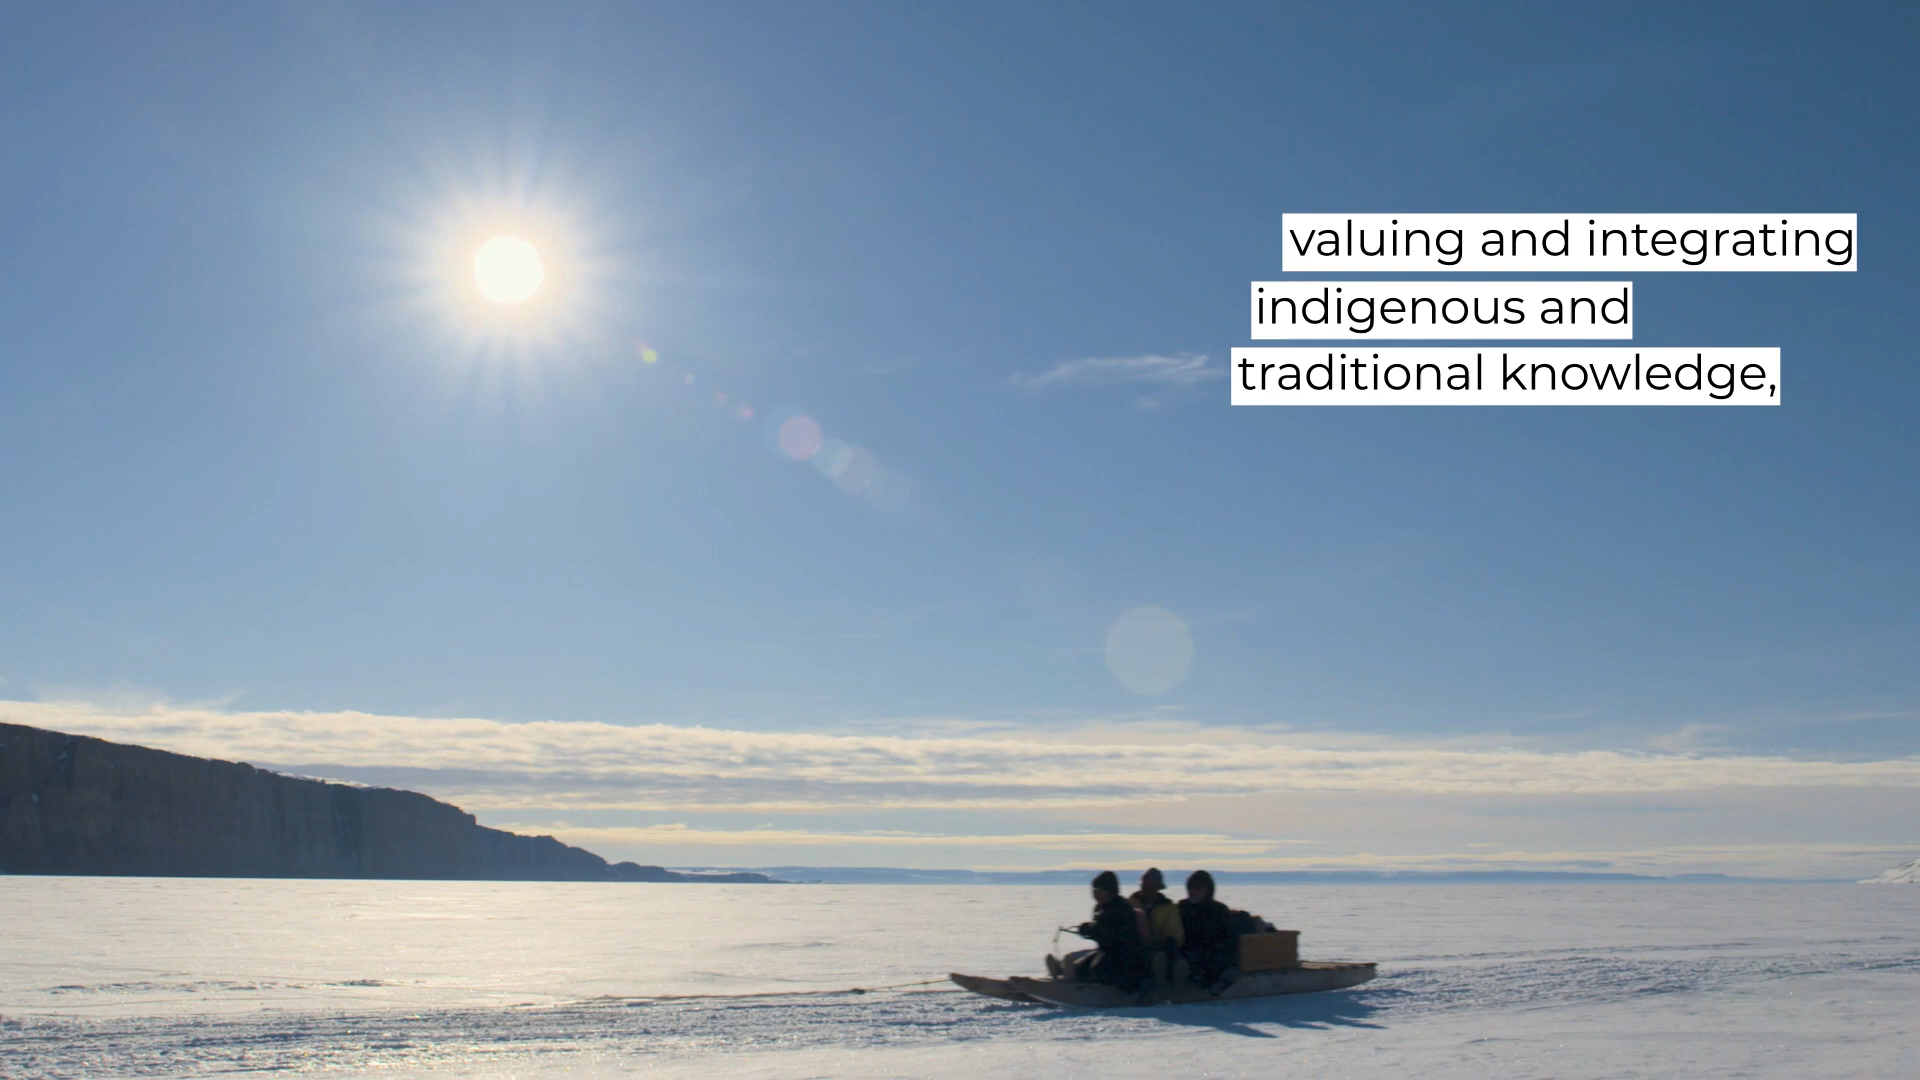 valuing and integrating
indigenous and
traditional knowledge,